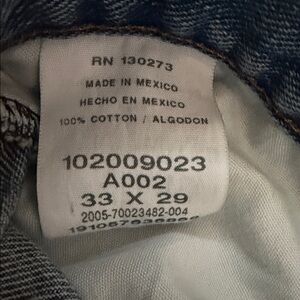 RN 130273
MADE IN MEXICO
HECHO EN MEXICO
100% COTTON / ALGODON
102009023
A002
33 X 29
2005-70023482-004